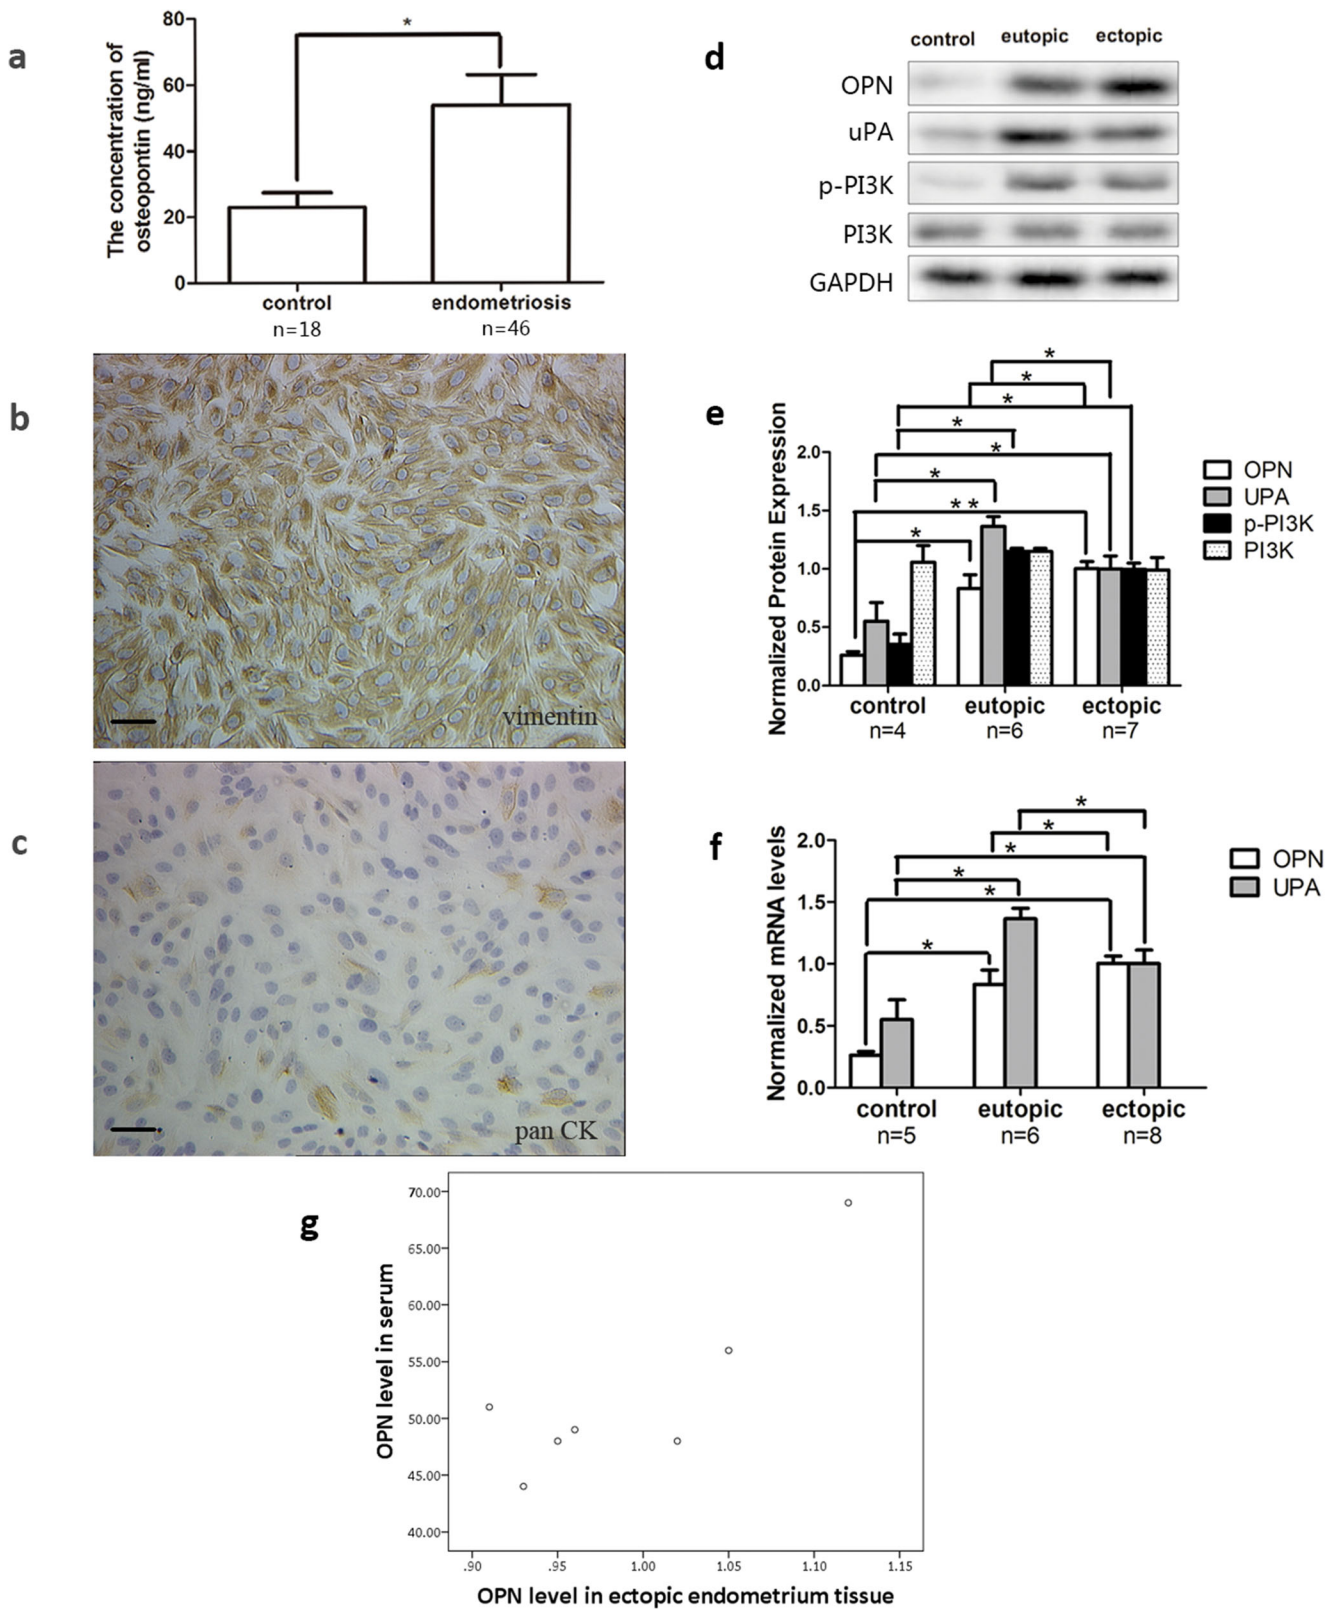 a
The concentration of
osteopontin (ng/ml)
80
60
40
20
0
*
control
endometriosis
n=18
n=46
b
vimentin
c
pan CK
d
control eutopic ectopic
OPN
uPA
p-PI3K
PI3K
GAPDH
e
Normalized Protein Expression
2.0
1.5
1.0
0.5
0.0
*
*
*
*
*
*
* *
*
control eutopic ectopic
n=4 n=6 n=7
OPN
UPA
p-PI3K
PI3K
f
Normalized mRNA levels
2.0
1.5
1.0
0.5
0.0
*
*
*
*
*
*
control eutopic ectopic
n=5 n=6 n=8
OPN
UPA
g
OPN level in serum
70.00
65.00
60.00
55.00
50.00
45.00
40.00
.90 .95 1.00 1.05 1.10 1.15
OPN level in ectopic endometrium tissue